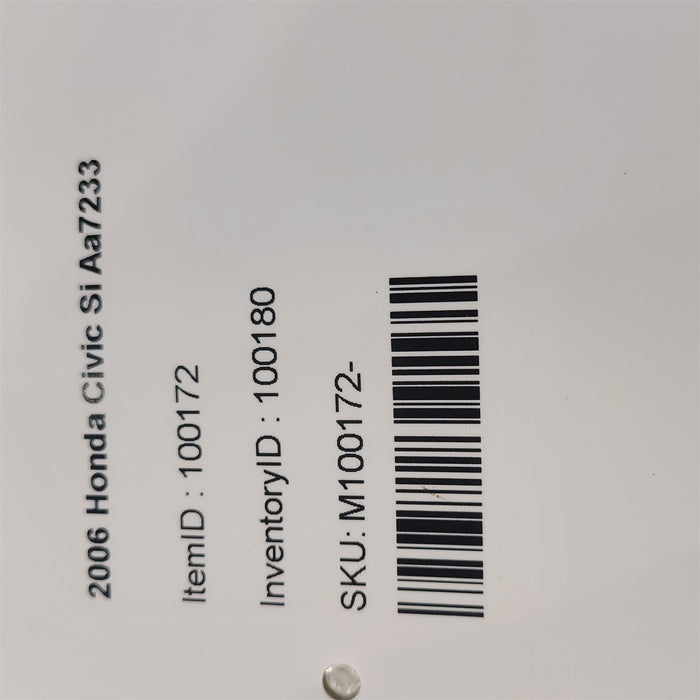 2006 Honda Civic Si Aa7233
ItemID : 100172
InventoryID : 100180
SKU: M100172-